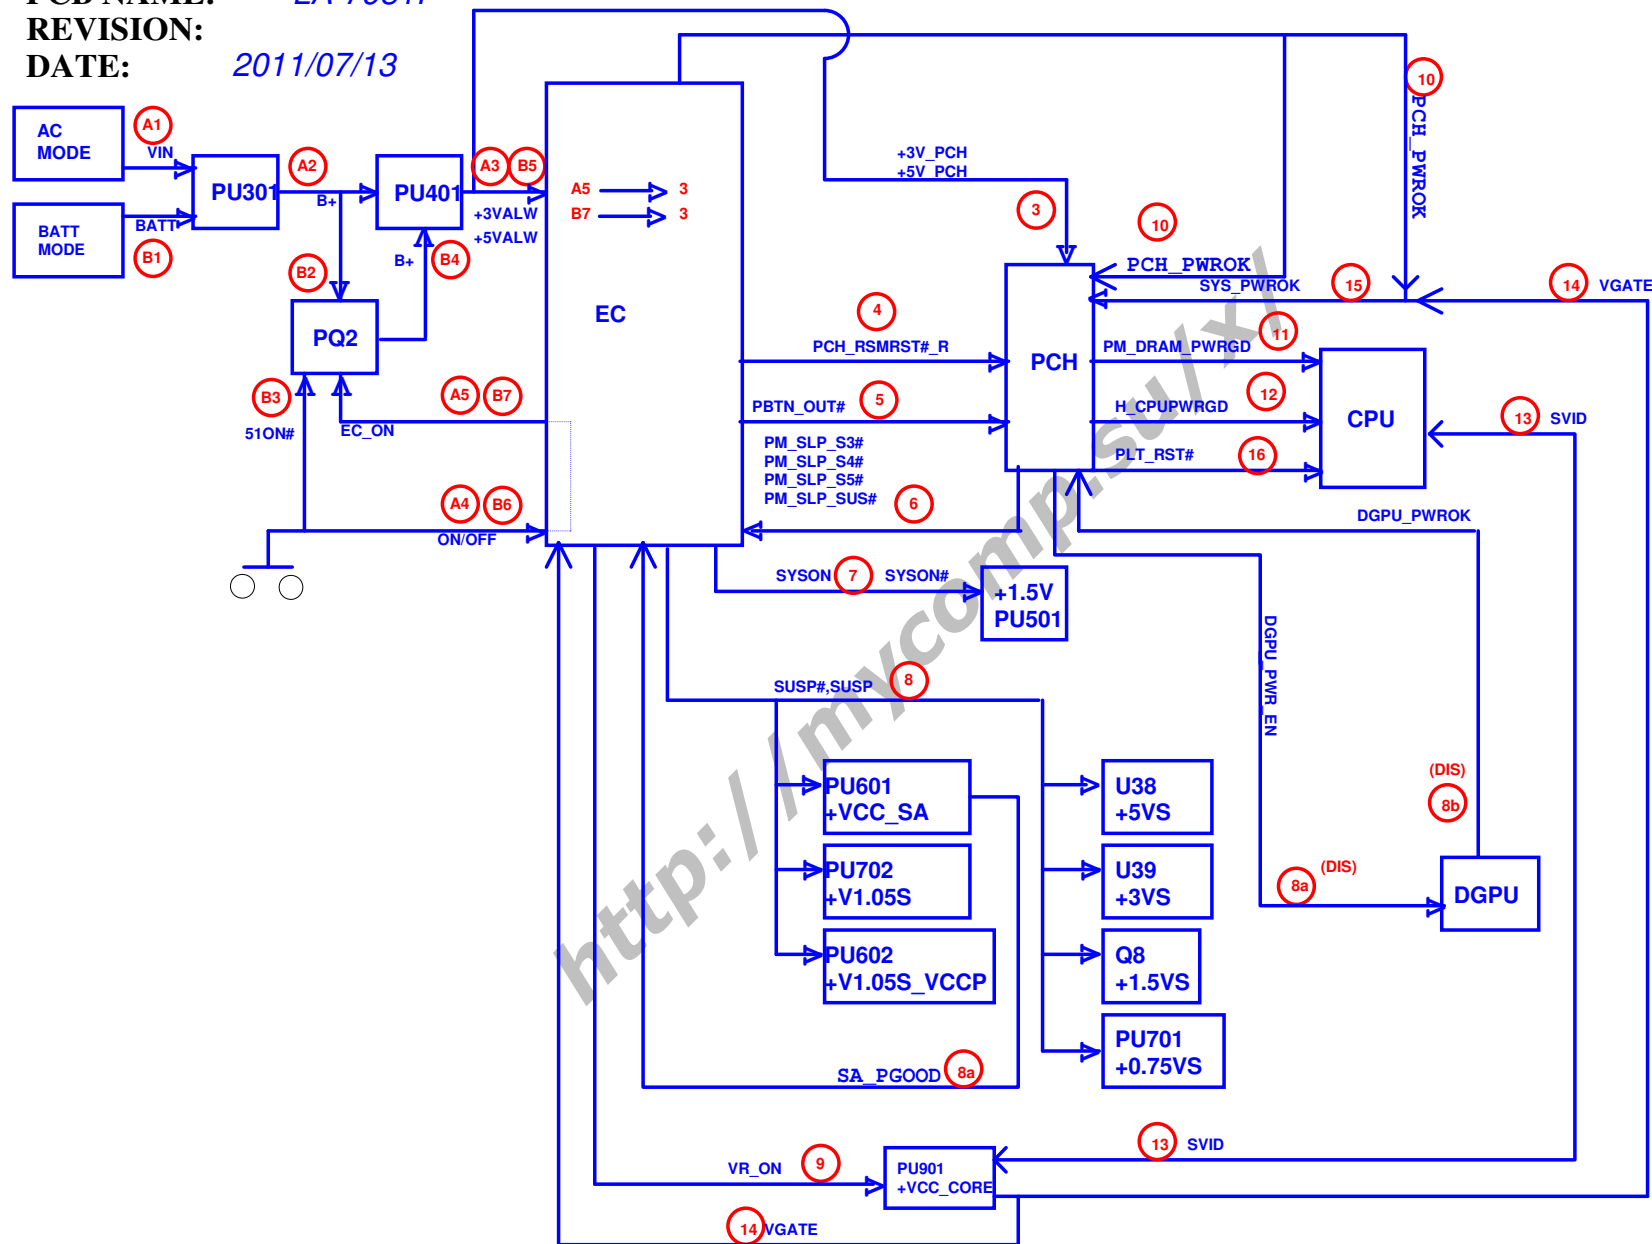 REVISION:
DATE: 2011/07/13
AC
MODE
A1
VIN
BATT
MODE
BATT
B1
PU301
A2
B+
PU401
A3 B5
+3VALW
+5VALW
B2
B+
B4
PQ2
B3
51ON#
EC_ON
A5 B7
A4 B6
ON/OFF
A5 3
B7 3
EC
+3V_PCH
+5V_PCH
3
10
PCH_PWROK
10
PCH_PWROK
SYS_PWROK
15
14 VGATE
4
PCH_RSMRST#_R
PCH
PM_DRAM_PWRGD
11
PBTN_OUT#
5
H_CPUPWRGD
12
CPU
13 SVID
PM_SLP_S3#
PM_SLP_S4#
PM_SLP_S5#
PM_SLP_SUS#
6
PLT_RST#
16
DGPU_PWROK
SYSON 7 SYSON#
+1.5V
PU501
DGPU_PWR_EN
SUSP#,SUSP 8
PU601
+VCC_SA
PU702
+V1.05S
PU602
+V1.05S_VCCP
U38
+5VS
U39
+3VS
Q8
+1.5VS
PU701
+0.75VS
(DIS)
8b
(DIS)
8a
DGPU
SA_PGOOD 8a
13 SVID
VR_ON 9
PU901
+VCC_CORE
14 VGATE
http://mycomp.su/x/